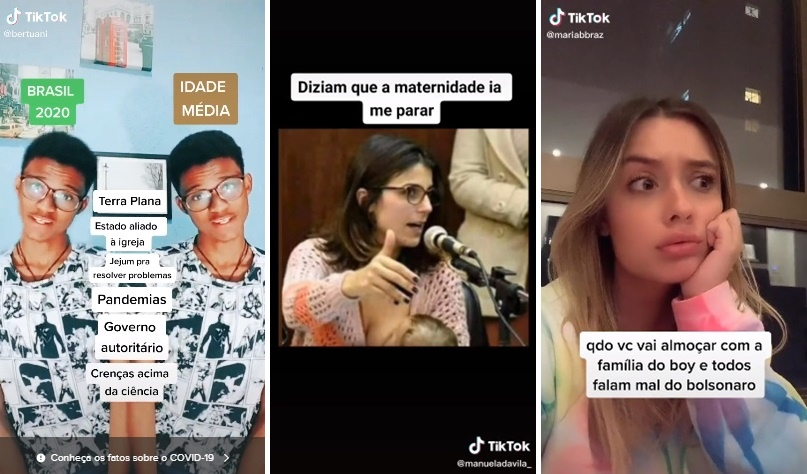 TikTok
@bertuani
BRASIL
2020
IDADE
MÉDIA
Terra Plana
Estado aliado
à igreja
Jejum pra
resolver problemas
Pandemias
Governo
autoritário
Crenças acima
da ciência
Conheça os fatos sobre o COVID-19
Diziam que a maternidade ia
me parar
TikTok
@manueladavila_
TikTok
@mariabbraz
qdo vc vai almoçar com a
família do boy e todos
falam mal do bolsonaro